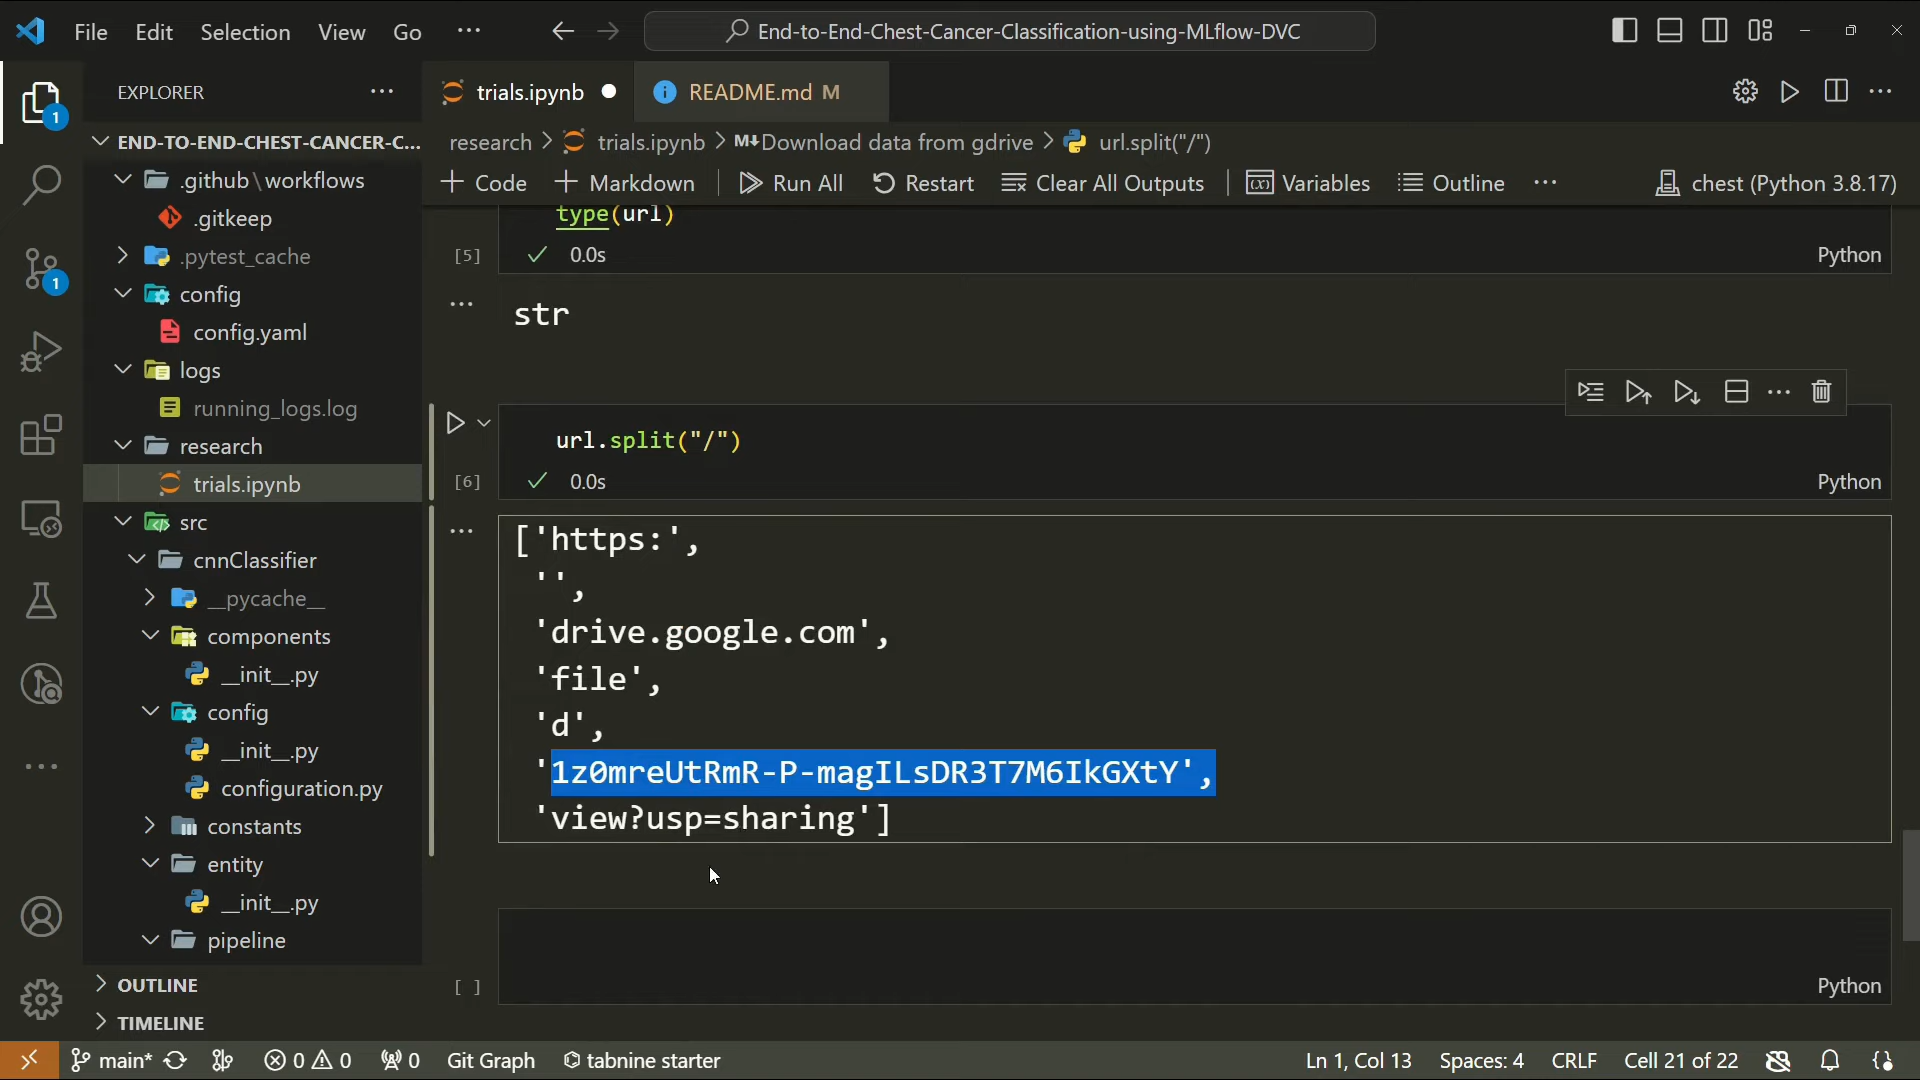 File Edit Selection View Go ... End-to-End-Chest-Cancer-Classification-using-MLflow-DVC
EXPLORER ...
trials.ipynb README.md M
END-TO-END-CHEST-CANCER-C...
research > trials.ipynb > M↓Download data from gdrive > url.split("/")
+ Code + Markdown Run All Restart Clear All Outputs Variables Outline ... chest (Python 3.8.17)
1
.github\workflows
.gitkeep
.pytest_cache
config
config.yaml
logs
running_logs.log
research
trials.ipynb
src
cnnClassifier
__pycache__
components
__init__.py
config
__init__.py
configuration.py
constants
entity
__init__.py
pipeline
OUTLINE
TIMELINE
1
type(url)
[5] 0.0s Python
... str
url.split("/")
[6] 0.0s Python
... ['https:',
'',
'drive.google.com',
'file',
'd',
'1z0mreUtRmR-P-magILsDR3T7M6IkGXtY',
'view?usp=sharing']
[ ] Python
main* 0 0 0 Git Graph tabnine starter Ln 1, Col 13 Spaces: 4 CRLF Cell 21 of 22